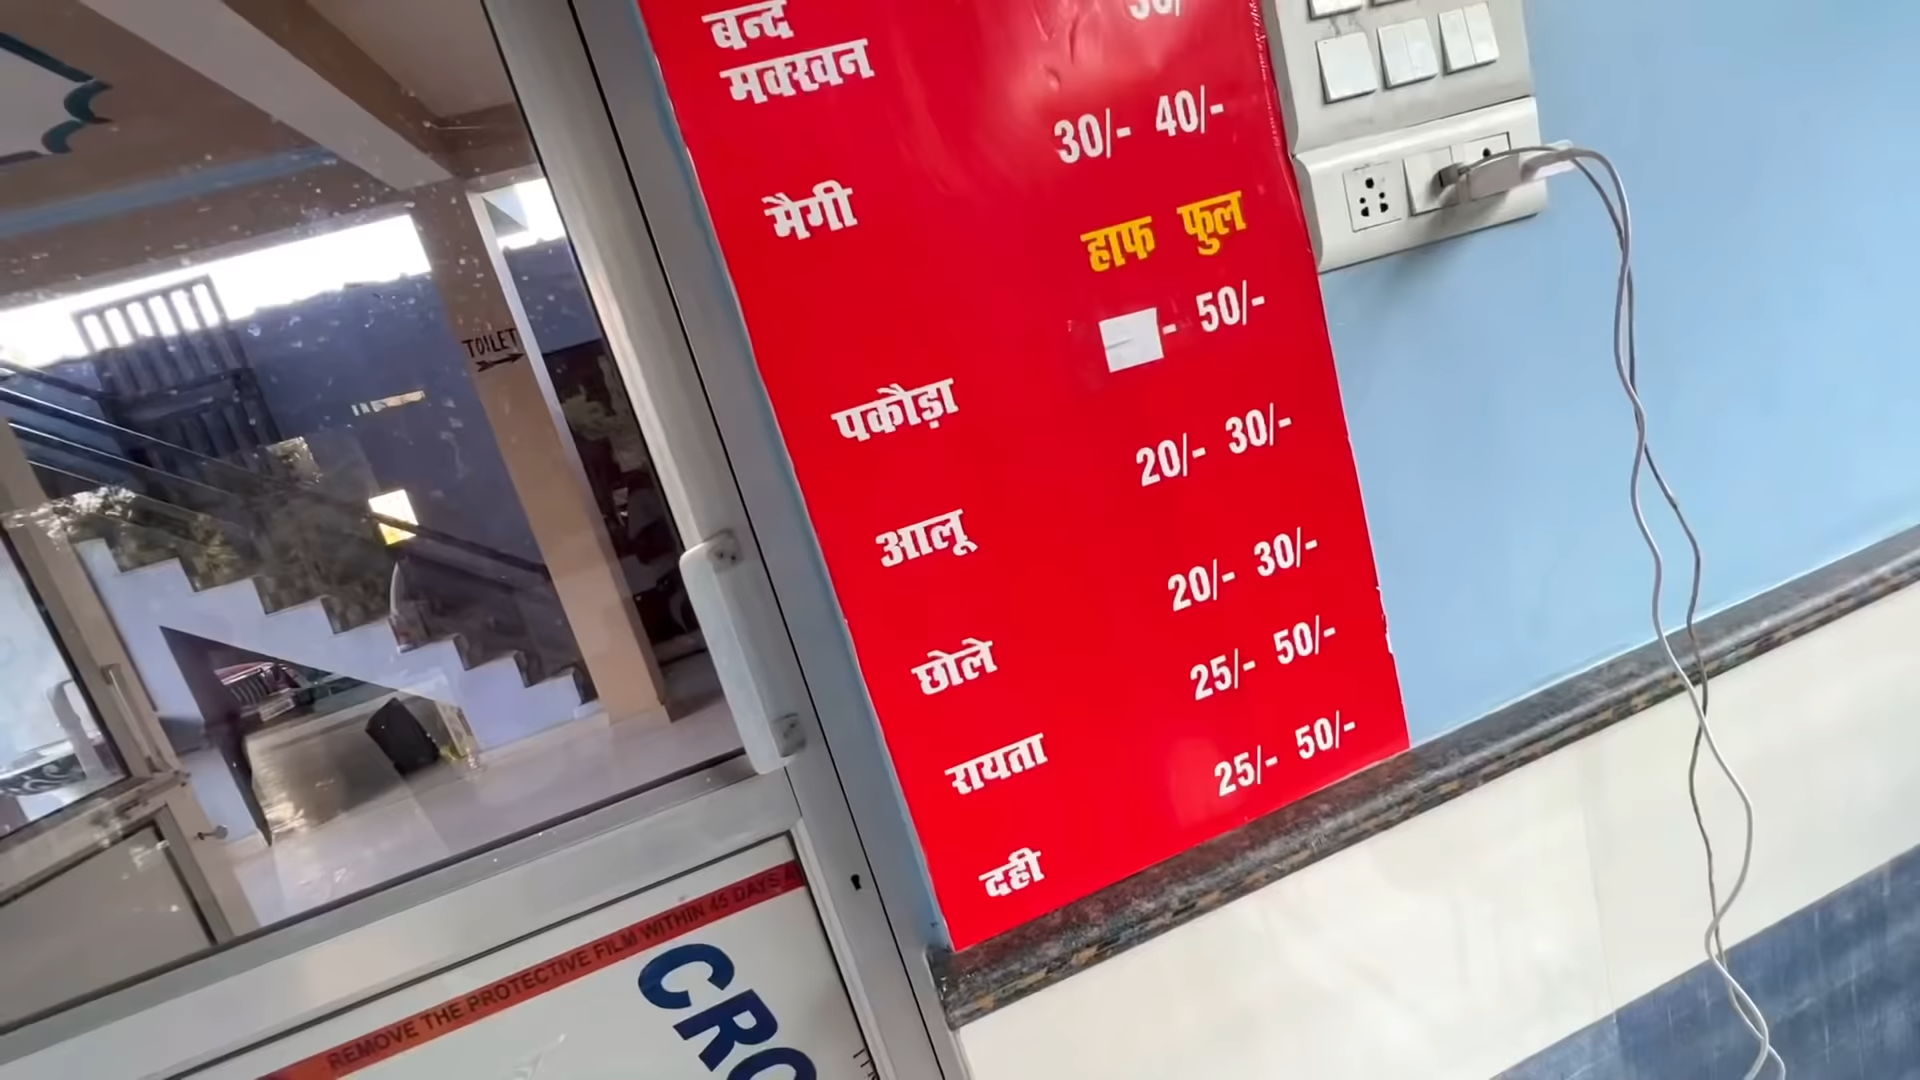 बन्द
मक्खन
30/- 40/-
मैगी
हाफ फुल
- 50/-
पकौड़ा
20/- 30/-
आलू
20/- 30/-
छोले
25/- 50/-
रायता
25/- 50/-
दही
TOILET
REMOVE THE PROTECTIVE FILM WITHIN 45 DAYS
CRO